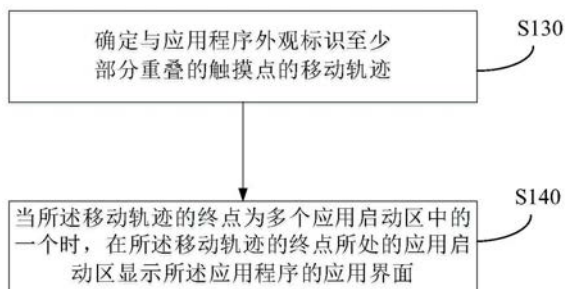 确定与应用程序外观标识至少
部分重叠的触摸点的移动轨迹
S130
当所述移动轨迹的终点为多个应用启动区中的
一个时，在所述移动轨迹的终点所处的应用启
动区显示所述应用程序的应用界面
S140